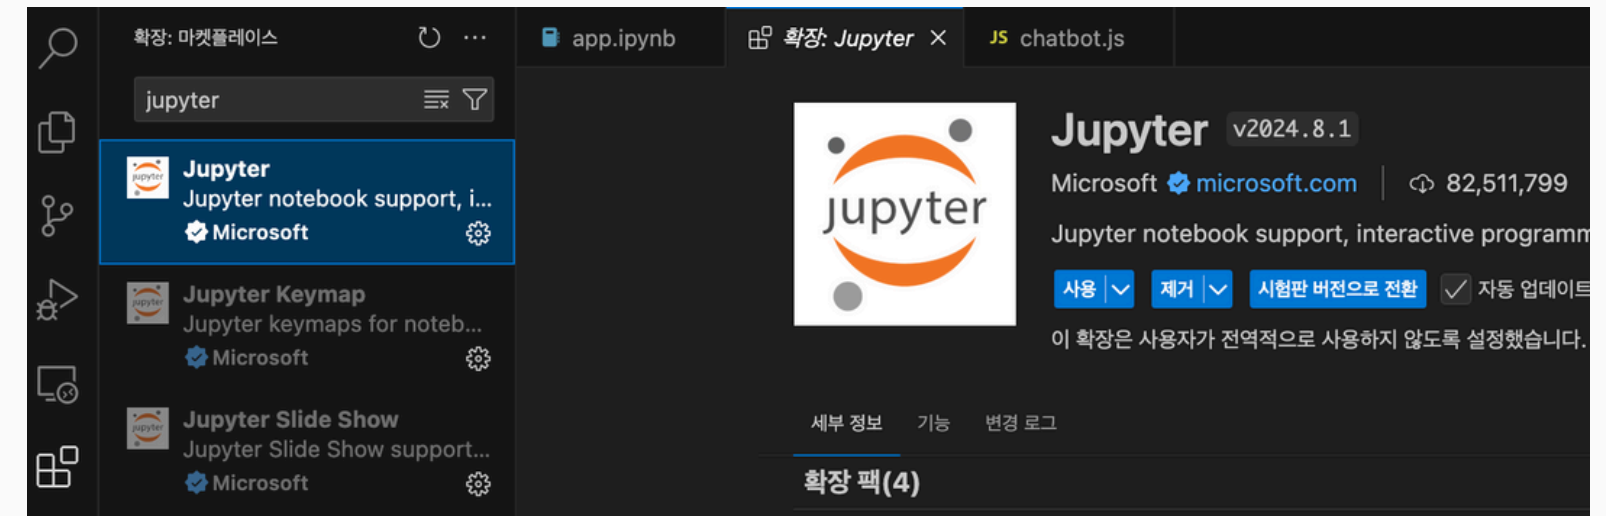 확장: 마켓플레이스
jupyter
Jupyter
Jupyter notebook support, i...
Microsoft
Jupyter Keymap
Jupyter keymaps for noteb...
Microsoft
Jupyter Slide Show
Jupyter Slide Show support...
Microsoft
app.ipynb
확장: Jupyter
JS chatbot.js
jupyter
Jupyter v2024.8.1
Microsoft microsoft.com 82,511,799
Jupyter notebook support, interactive programm
사용 제거 시험판 버전으로 전환 자동 업데이트
이 확장은 사용자가 전역적으로 사용하지 않도록 설정했습니다.
세부 정보 기능 변경 로그
확장 팩(4)